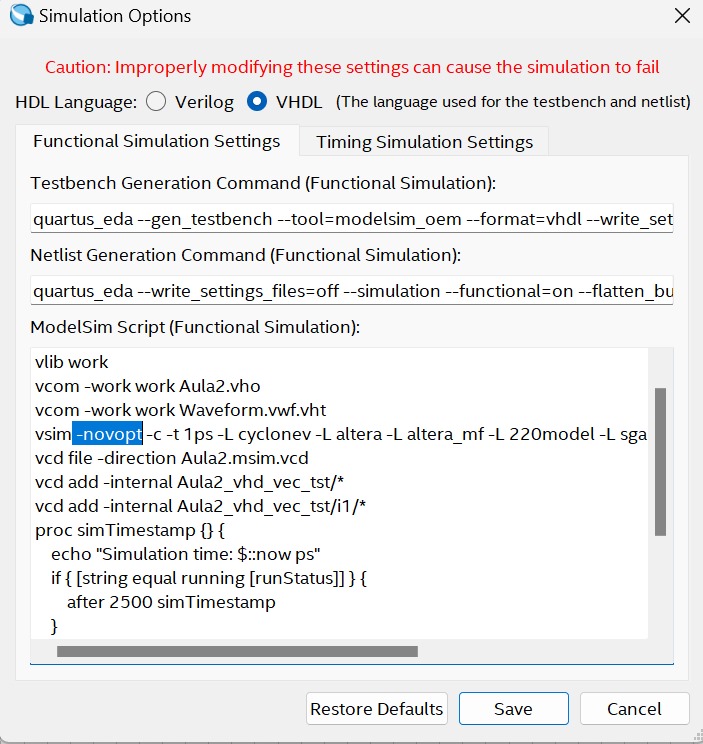 Simulation Options
Caution: Improperly modifying these settings can cause the simulation to fail
HDL Language: Verilog VHDL (The language used for the testbench and netlist)
Functional Simulation Settings Timing Simulation Settings
Testbench Generation Command (Functional Simulation):
quartus_eda --gen_testbench --tool=modelsim_oem --format=vhdl --write_set
Netlist Generation Command (Functional Simulation):
quartus_eda --write_settings_files=off --simulation --functional=on --flatten_bu
ModelSim Script (Functional Simulation):
vlib work
vcom -work work Aula2.vho
vcom -work work Waveform.vwf.vht
vsim -novopt -c -t 1ps -L cyclonev -L altera -L altera_mf -L 220model -L sga
vcd file -direction Aula2.msim.vcd
vcd add -internal Aula2_vhd_vec_tst/*
vcd add -internal Aula2_vhd_vec_tst/i1/*
proc simTimestamp {} {
echo "Simulation time: $::now ps"
if { [string equal running [runStatus]] } {
after 2500 simTimestamp
}
Restore Defaults Save Cancel